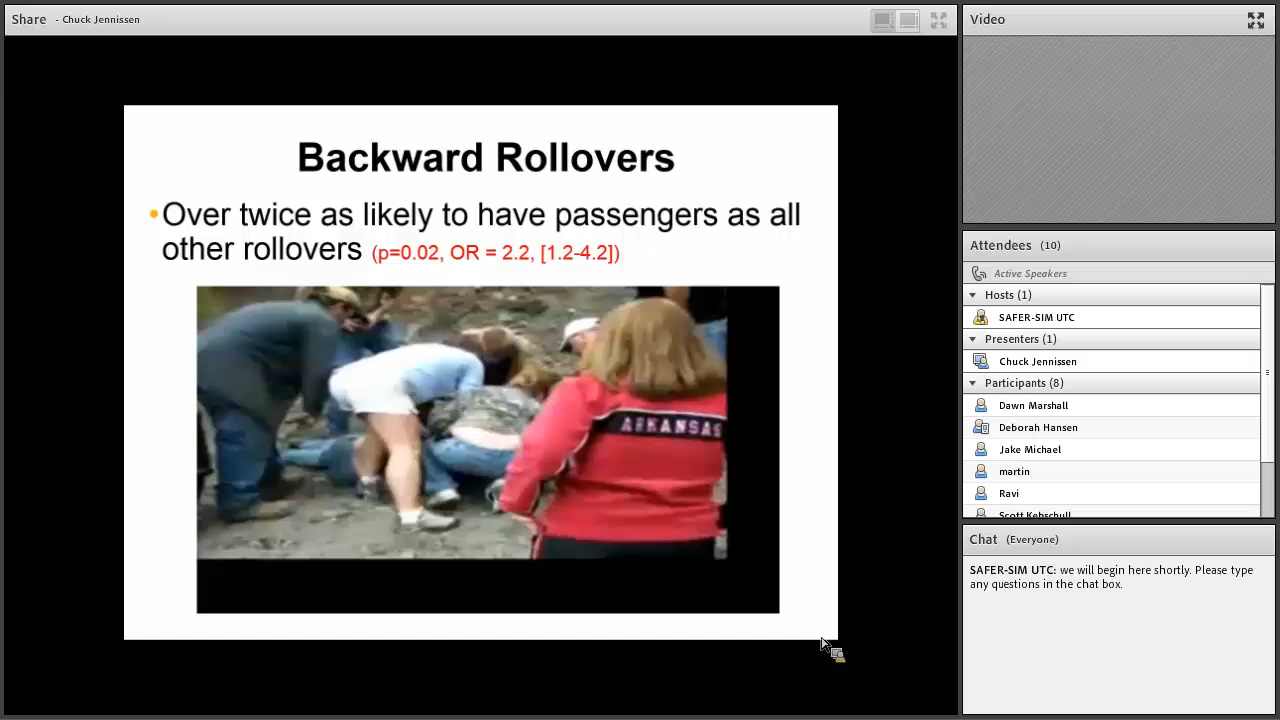 Share - Chuck Jennissen
Backward Rollovers
•Over twice as likely to have passengers as all
other rollovers (p=0.02, OR = 2.2, [1.2-4.2])
ARKANSAS
Video
Attendees (10)
Active Speakers
Hosts (1)
SAFER-SIM UTC
Presenters (1)
Chuck Jennissen
Participants (8)
Dawn Marshall
Deborah Hansen
Jake Michael
martin
Ravi
Scott Kebschull
Chat (Everyone)
SAFER-SIM UTC: we will begin here shortly. Please type
any questions in the chat box.